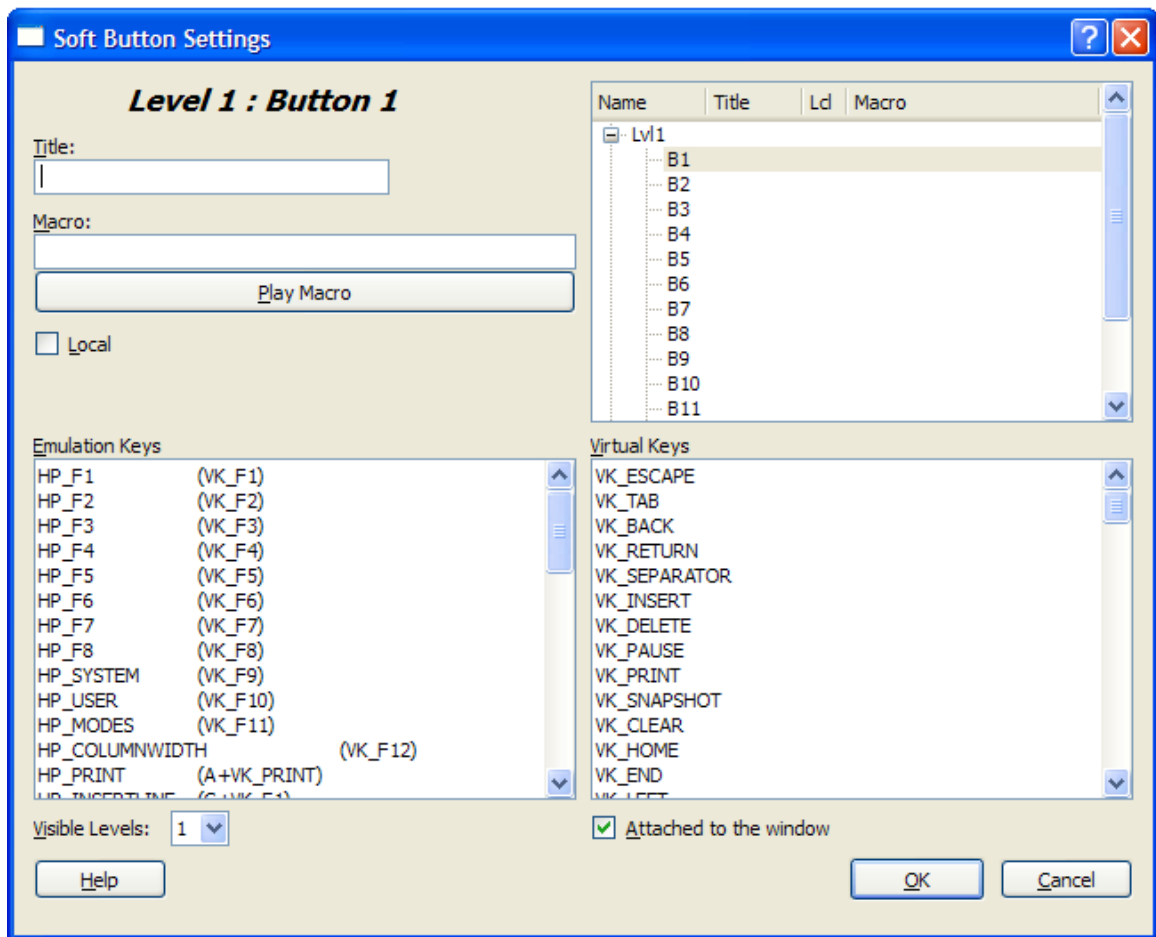 Soft Button Settings
Level 1 : Button 1
Title:
Macro:
Play Macro
Local
Name Title Lcl Macro
Lvl1
B1
B2
B3
B4
B5
B6
B7
B8
B9
B10
B11
Emulation Keys
HP_F1 (VK_F1)
HP_F2 (VK_F2)
HP_F3 (VK_F3)
HP_F4 (VK_F4)
HP_F5 (VK_F5)
HP_F6 (VK_F6)
HP_F7 (VK_F7)
HP_F8 (VK_F8)
HP_SYSTEM (VK_F9)
HP_USER (VK_F10)
HP_MODES (VK_F11)
HP_COLUMNWIDTH (VK_F12)
HP_PRINT (A+VK_PRINT)
HP_INSERTLINE (C+VK_F1)
Virtual Keys
VK_ESCAPE
VK_TAB
VK_BACK
VK_RETURN
VK_SEPARATOR
VK_INSERT
VK_DELETE
VK_PAUSE
VK_PRINT
VK_SNAPSHOT
VK_CLEAR
VK_HOME
VK_END
VK_LEFT
Visible Levels: 1
Attached to the window
Help
OK
Cancel